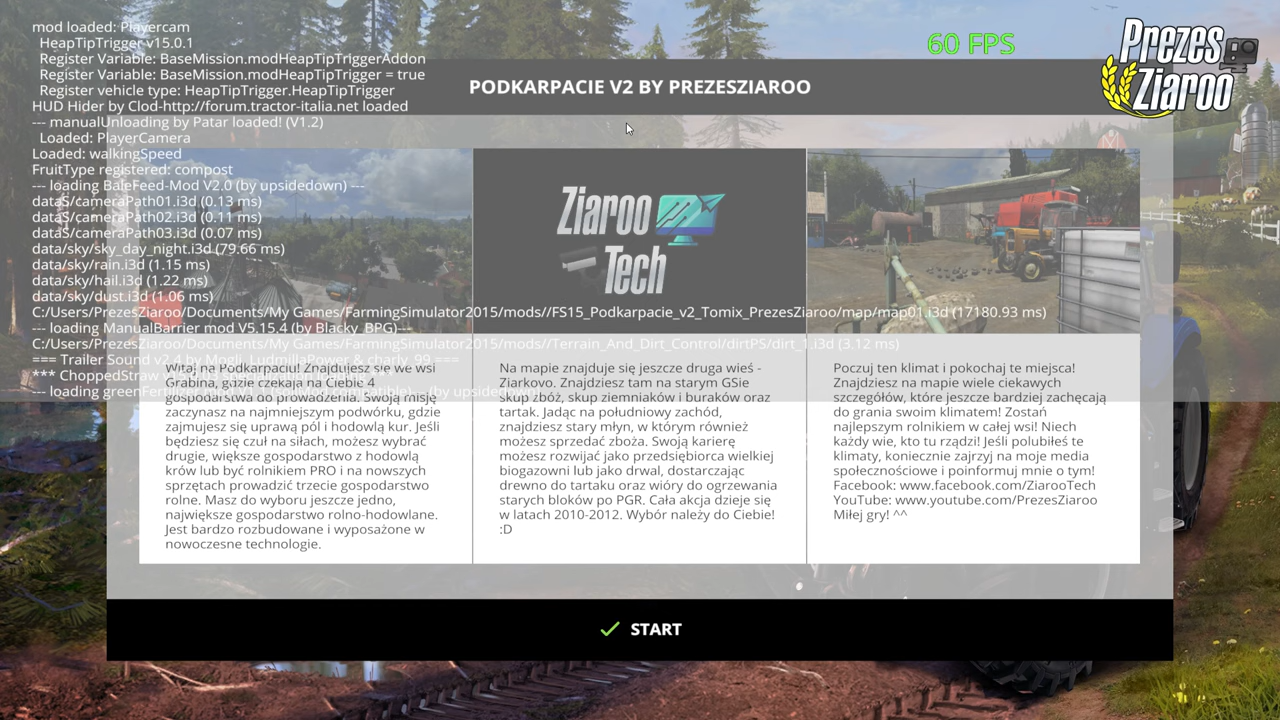 mod loaded: Playercam
HeapTipTrigger v15.0.1
Register Variable: BaseMission.modHeapTipTriggerAddon
Register Variable: BaseMission.modHeapTipTrigger = true
Register vehicle type: HeapTipTrigger.HeapTipTrigger
HUD Hider by Clod-http://forum.tractor-italia.net loaded
--- manualUnloading by Patar loaded! (V1.2)
Loaded: PlayerCamera
Loaded: walkingSpeed
FruitType registered: compost
--- loading BaleFeed-Mod V2.0 (by upsidedown) ---
dataS/cameraPath01.i3d (0.13 ms)
dataS/cameraPath02.i3d (0.11 ms)
dataS/cameraPath03.i3d (0.07 ms)
data/sky/sky_day_night.i3d (79.66 ms)
data/sky/rain.i3d (1.15 ms)
data/sky/hail.i3d (1.22 ms)
data/sky/dust.i3d (1.06 ms)
C:/Users/PrezesZiaroo/Documents/My Games/FarmingSimulator2015/mods//FS15_Podkarpacie_v2_Tomix_PrezesZiaroo/map/map01.i3d (17180.93 ms)
--- loading ManualBarrier mod V5.15.4 (by Blacky_BPG)---
C:/Users/PrezesZiaroo/Documents/My Games/FarmingSimulator2015/mods//Terrain_And_Dirt_Control/dirtPS/dirt_1.i3d (3.12 ms)
=== Trailer Sound v2.4 by Mogli, LudmillaPower & charly_99 ===
*** ChoppedStraw
--- loading greenFertilizer
(by upsidedown)
60 FPS
Prezes
Ziaroo
PODKARPACIE V2 BY PREZESZIAROO
Ziaroo
Tech
Witaj na Podkarpaciu! Znajdujesz się we wsi
Grabina, gdzie czekają na Ciebie 4
gospodarstwa do prowadzenia. Swoją misję
zaczynasz na najmniejszym podwórku, gdzie
zajmujesz się uprawą pól i hodowlą kur. Jeśli
będziesz się czuł na siłach, możesz wybrać
drugie, większe gospodarstwo z hodowlą
krów lub być rolnikiem PRO i na nowszych
sprzętach prowadzić trzecie gospodarstwo
rolne. Masz do wyboru jeszcze jedno,
największe gospodarstwo rolno-hodowlane.
Jest bardzo rozbudowane i wyposażone w
nowoczesne technologie.
Na mapie znajduje się jeszcze druga wieś -
Ziarkowo. Znajdziesz tam na starym GSie
skup zbóż, skup ziemniaków i buraków oraz
tartak. Jadąc na południowy zachód,
znajdziesz stary młyn, w którym również
możesz sprzedać zboża. Swoją karierę
możesz rozwijać jako przedsiębiorca wielkiej
biogazowni lub jako drwal, dostarczając
drewno do tartaku oraz wióry do ogrzewania
starych bloków po PGR. Cała akcja dzieje się
w latach 2010-2012. Wybór należy do Ciebie!
:D
Poczuj ten klimat i pokochaj te miejsca!
Znajdziesz na mapie wiele ciekawych
szczegółów, które jeszcze bardziej zachęcają
do grania swoim klimatem! Zostań
najlepszym rolnikiem w całej wsi! Niech
każdy wie, kto tu rządzi! Jeśli polubiłeś te
klimaty, koniecznie zajrzyj na moje media
społecznościowe i poinformuj mnie o tym!
Facebook: www.facebook.com/ZiarooTech
YouTube: www.youtube.com/PrezesZiaroo
Miłej gry! ^^
START